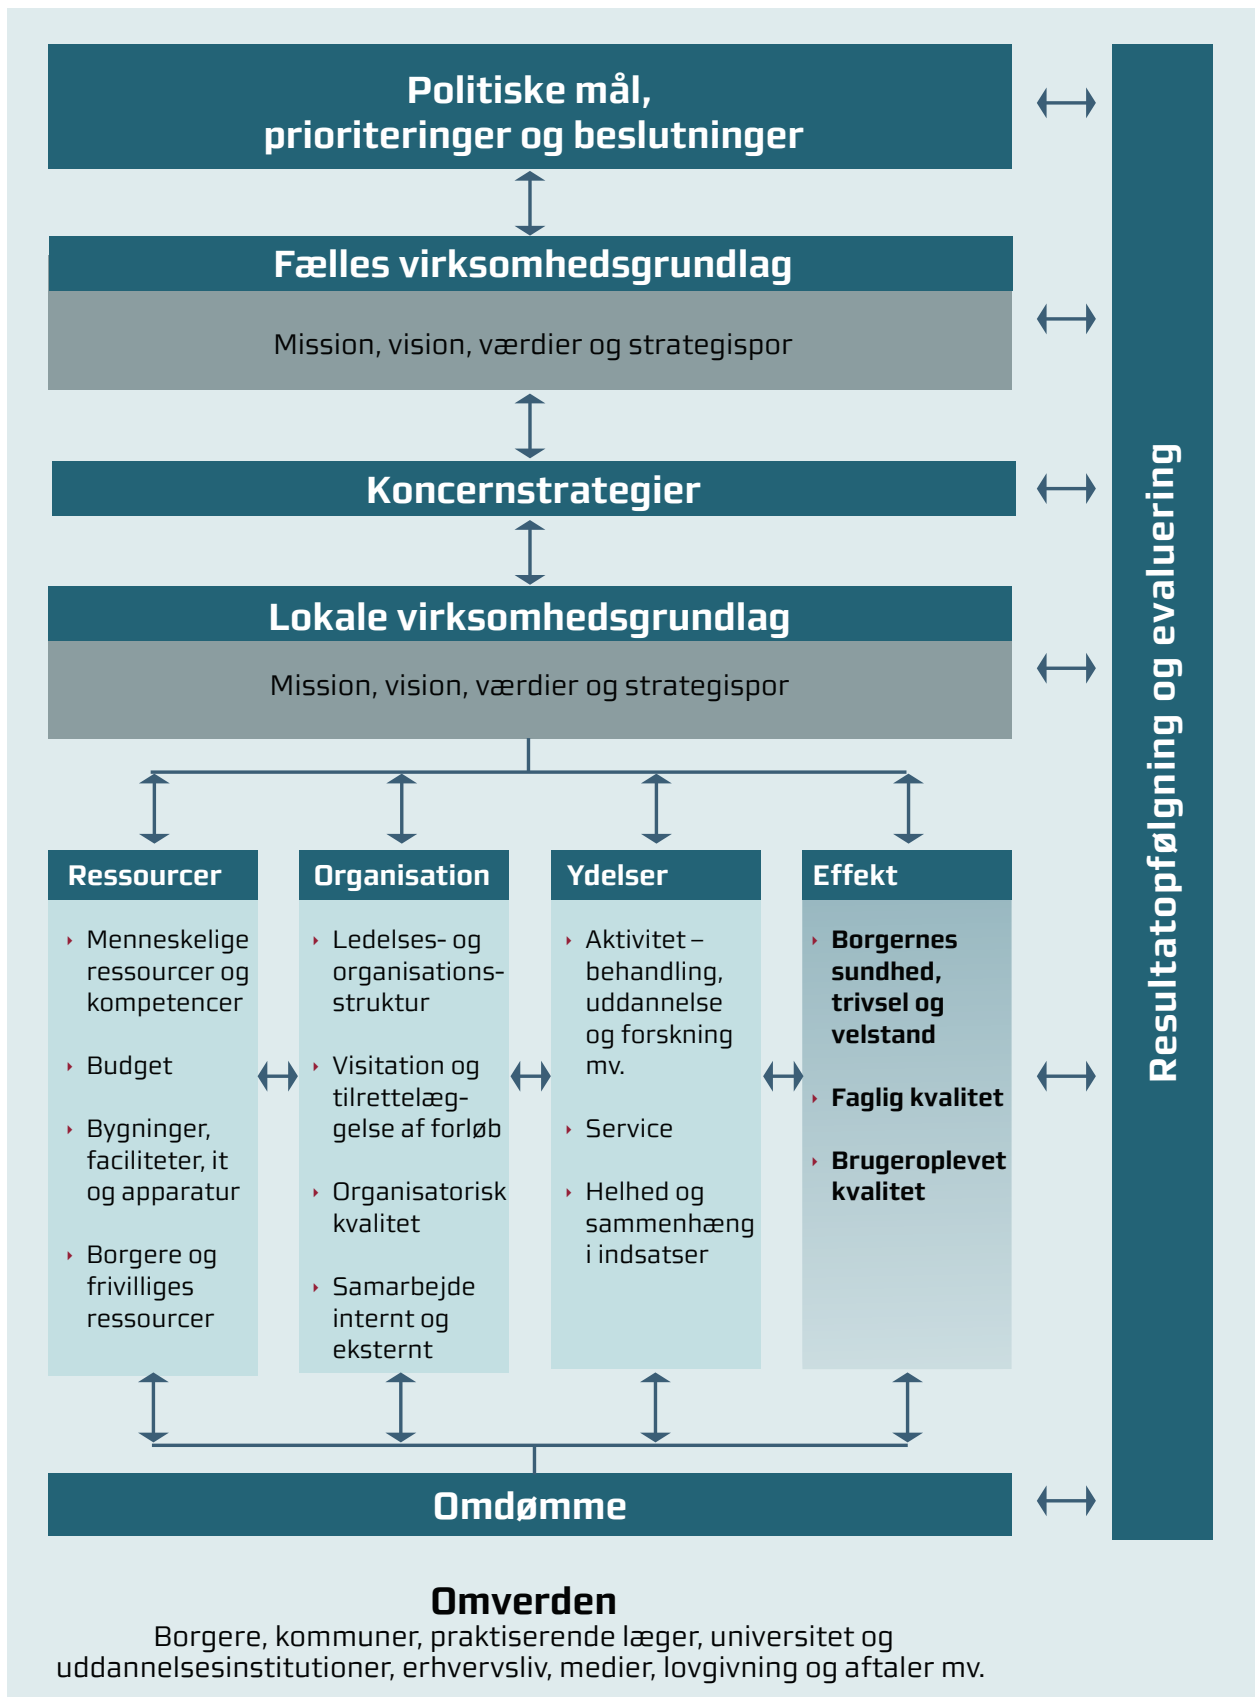 Politiske mål,
prioriteringer og beslutninger
Fælles virksomhedsgrundlag
Mission, vision, værdier og strategispor
Koncernstrategier
Lokale virksomhedsgrundlag
Mission, vision, værdier og strategispor
Ressourcer
Menneskelige
ressourcer og
kompetencer
Budget
Bygninger,
faciliteter, it
og apparatur
Borgere og
frivilliges
ressourcer
Organisation
Ledelses- og
organisations-
struktur
Visitation og
tilrettelæg-
gelse af forløb
Organisatorisk
kvalitet
Samarbejde
internt og
eksternt
Ydelser
Aktivitet –
behandling,
uddannelse
og forskning
mv.
Service
Helhed og
sammenhæng
i indsatser
Effekt
Borgernes
sundhed,
trivsel og
velstand
Faglig kvalitet
Brugeroplevet
kvalitet
Omdømme
Resultatopfølgning og evaluering
Omverden
Borgere, kommuner, praktiserende læger, universitet og
uddannelsesinstitutioner, erhvervsliv, medier, lovgivning og aftaler mv.